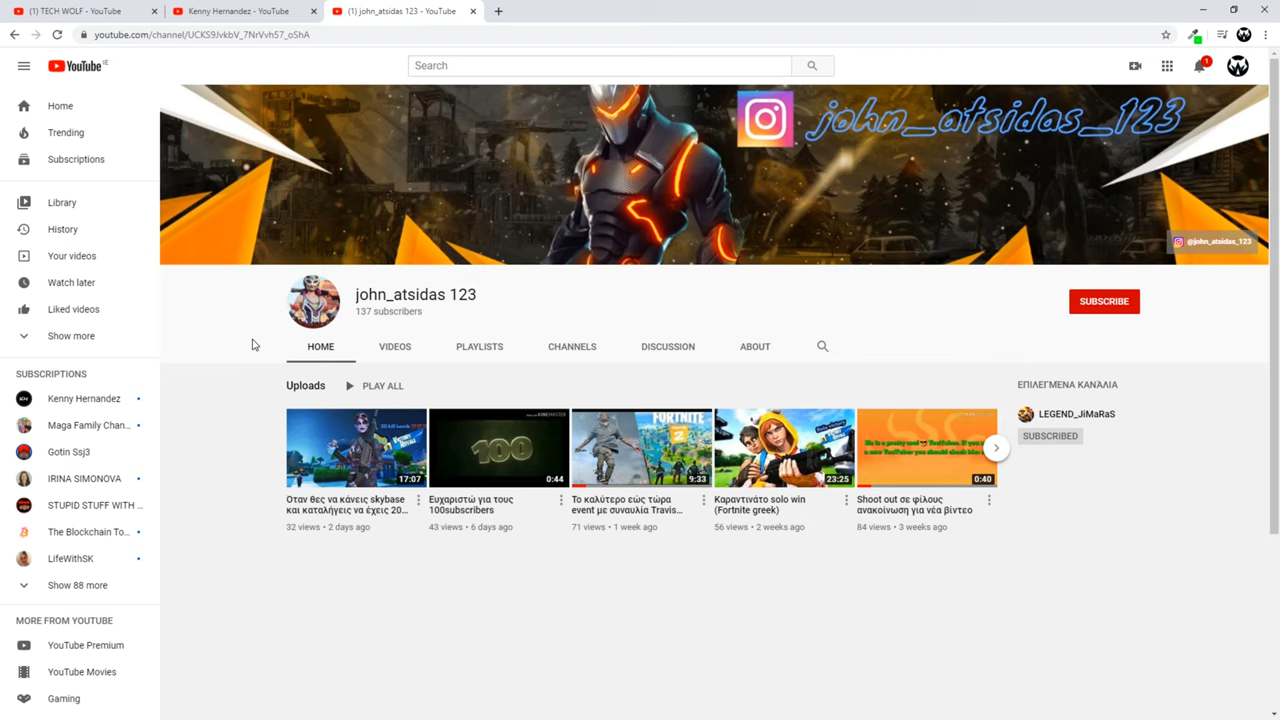 (1) TECH WOLF - YouTube
Kenny Hernandez - YouTube
(1) john_atsidas 123 - YouTube
youtube.com/channel/UCKS9JvkbV_7NrVvh57_oShA
YouTube IE
Search
1
Home
Trending
Subscriptions
Library
History
Your videos
Watch later
Liked videos
Show more
SUBSCRIPTIONS
Kenny Hernandez
Maga Family Chan...
Gotin Ssj3
IRINA SIMONOVA
STUPID STUFF WITH ...
The Blockchain To...
LifeWithSK
Show 88 more
MORE FROM YOUTUBE
YouTube Premium
YouTube Movies
Gaming
john_atsidas_123
@john_atsidas_123
john_atsidas 123
137 subscribers
SUBSCRIBE
HOME
VIDEOS
PLAYLISTS
CHANNELS
DISCUSSION
ABOUT
Uploads
PLAY ALL
17:07
Οταν θες να κάνεις skybase
και καταλήγεις να έχεις 20...
32 views • 2 days ago
100
0:44
Ευχαριστώ για τους
100subscribers
43 views • 6 days ago
FORTNITE
2
9:33
Το καλύτερο εώς τώρα
event με συναυλία Travis...
71 views • 1 week ago
23:25
Καραντινάτο solo win
(Fortnite greek)
56 views • 2 weeks ago
0:40
Shoot out σε φίλους
ανακοίνωση για νέα βίντεο
84 views • 3 weeks ago
ΕΠΙΛΕΓΜΈΝΑ ΚΑΝΆΛΙΑ
LEGEND_JiMaRaS
SUBSCRIBED